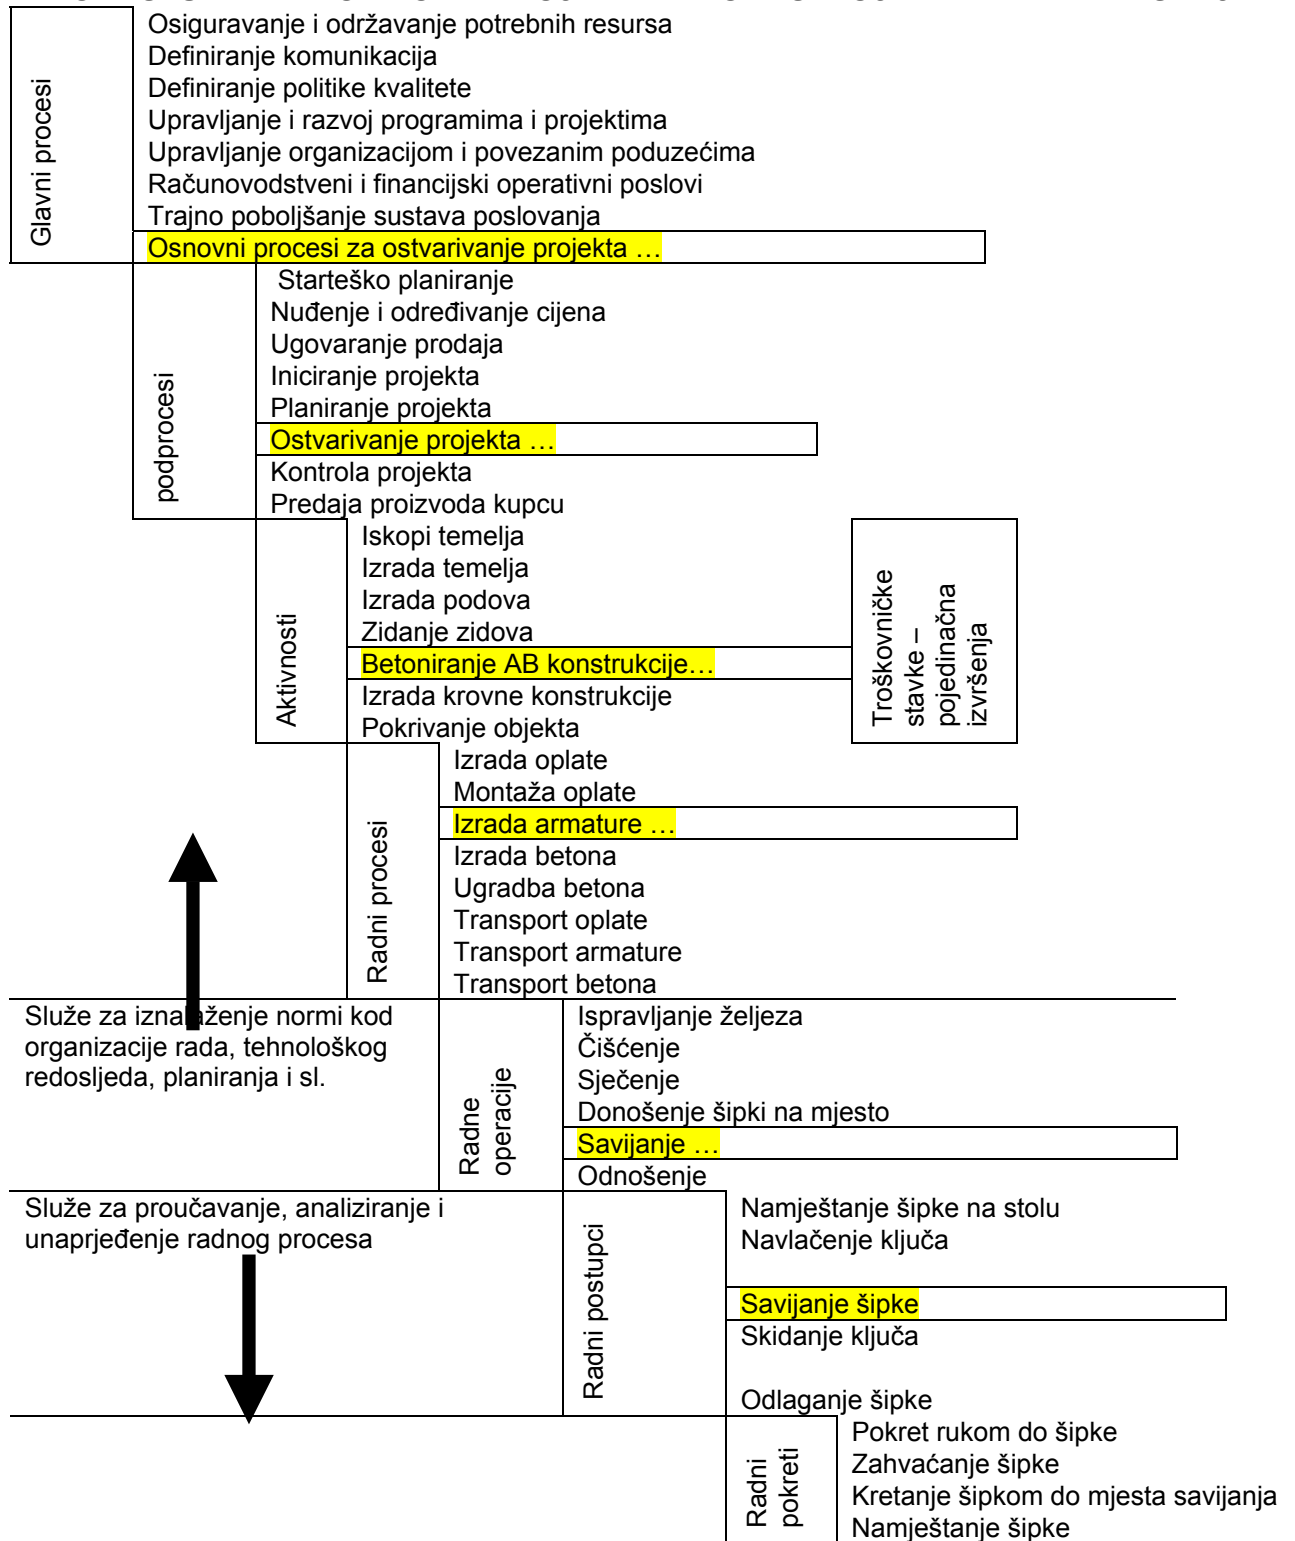 Glavni procesi
Osiguravanje i održavanje potrebnih resursa
Definiranje komunikacija
Definiranje politike kvalitete
Upravljanje i razvoj programima i projektima
Upravljanje organizacijom i povezanim poduzećima
Računovodstveni i financijski operativni poslovi
Trajno poboljšanje sustava poslovanja
Osnovni procesi za ostvarivanje projekta …
podprocesi
Starteško planiranje
Nuđenje i određivanje cijena
Ugovaranje prodaja
Iniciranje projekta
Planiranje projekta
Ostvarivanje projekta …
Kontrola projekta
Predaja proizvoda kupcu
Aktivnosti
Iskopi temelja
Izrada temelja
Izrada podova
Zidanje zidova
Betoniranje AB konstrukcije…
Izrada krovne konstrukcije
Pokrivanje objekta
Troškovničke
stavke –
pojedinačna
izvršenja
Radni procesi
Izrada oplate
Montaža oplate
Izrada armature …
Izrada betona
Ugradba betona
Transport oplate
Transport armature
Transport betona
Služe za iznalaženje normi kod
organizacije rada, tehnološkog
redosljeda, planiranja i sl.
Radne
operacije
Ispravljanje željeza
Čišćenje
Sječenje
Donošenje šipki na mjesto
Savijanje …
Odnošenje
Služe za proučavanje, analiziranje i
unaprjeđenje radnog procesa
Radni postupci
Namještanje šipke na stolu
Navlačenje ključa
Savijanje šipke
Skidanje ključa
Odlaganje šipke
Radni
pokreti
Pokret rukom do šipke
Zahvaćanje šipke
Kretanje šipkom do mjesta savijanja
Namještanje šipke